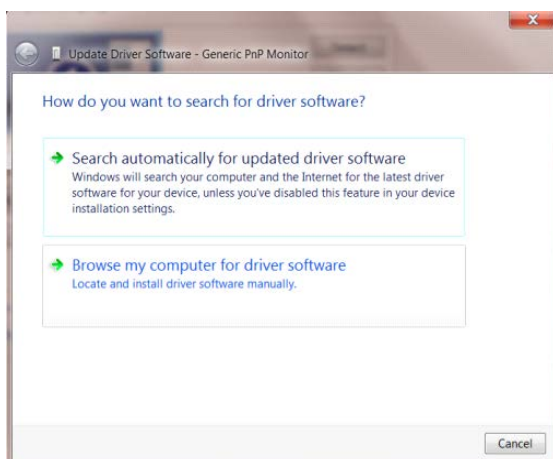 Update Driver Software - Generic PnP Monitor
How do you want to search for driver software?
Search automatically for updated driver software
Windows will search your computer and the Internet for the latest driver
software for your device, unless you've disabled this feature in your device
installation settings.
Browse my computer for driver software
Locate and install driver software manually.
Cancel